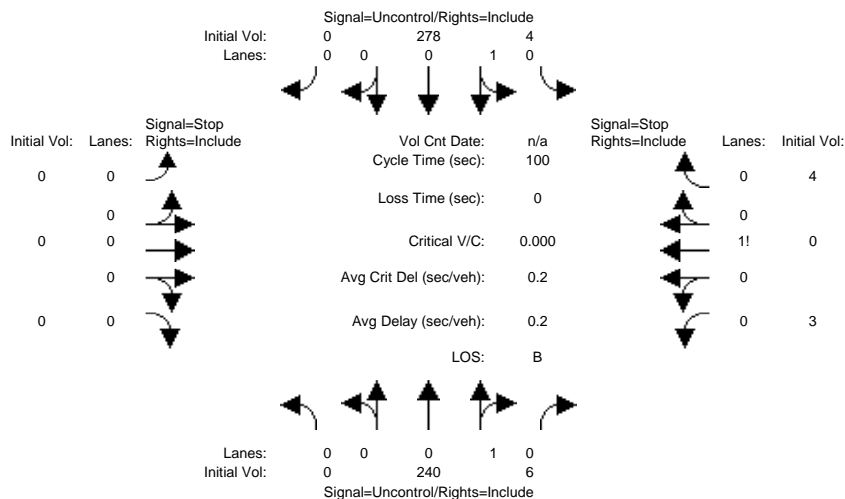 Signal=Uncontrol/Rights=Include
Initial Vol: 0 278 4
Lanes: 0 0 0 1 0
Signal=Stop
Initial Vol: Lanes: Rights=Include
Vol Cnt Date: n/a
Signal=Stop
Rights=Include Lanes: Initial Vol:
Cycle Time (sec): 100
0 0
0 4
Loss Time (sec): 0
0
0
0 0
Critical V/C: 0.000
1! 0
0
Avg Crit Del (sec/veh): 0.2
0
0 0
Avg Delay (sec/veh): 0.2
0 3
LOS: B
Lanes: 0 0 0 1 0
Initial Vol: 0 240 6
Signal=Uncontrol/Rights=Include